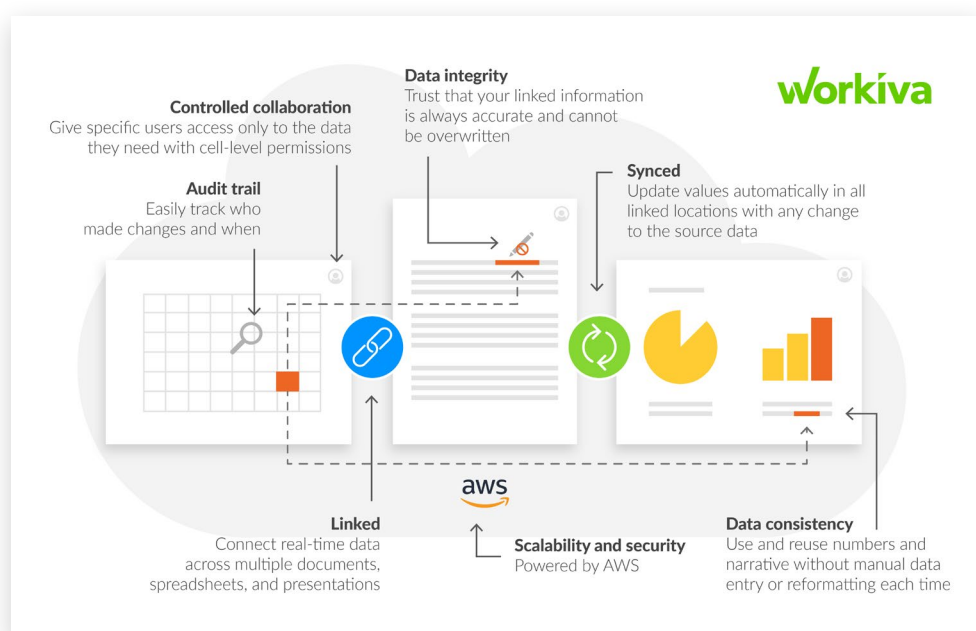 workiva
Data integrity
Trust that your linked information
is always accurate and cannot
be overwritten
Controlled collaboration
Give specific users access only to the data
they need with cell-level permissions
Audit trail
Easily track who
made changes and when
Synced
Update values automatically in all
linked locations with any change
to the source data
aws
Linked
Connect real-time data
across multiple documents,
spreadsheets, and presentations
Scalability and security
Powered by AWS
Data consistency
Use and reuse numbers and
narrative without manual data
entry or reformatting each time